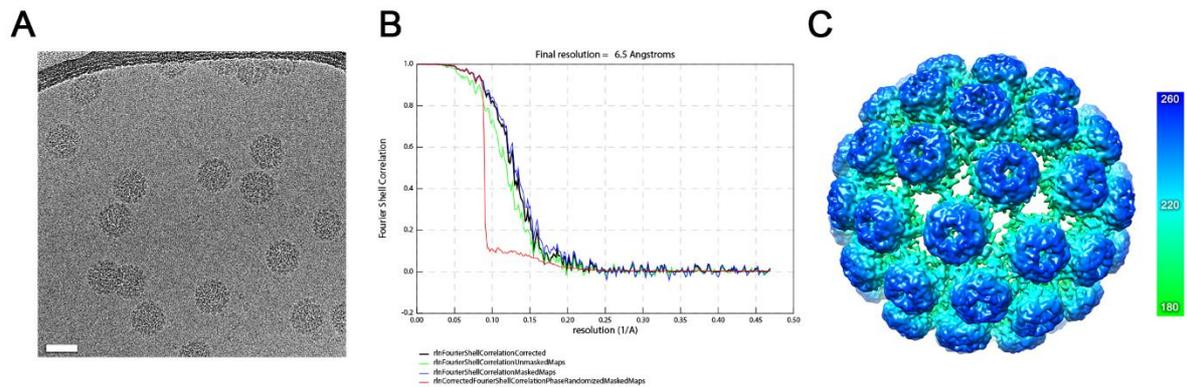 A
B
C
Final resolution = 6.5 Angstroms
1.0
0.8
0.6
0.4
0.2
0.0
-0.2
Fourier Shell Correlation
0.00 0.05 0.10 0.15 0.20 0.25 0.30 0.35 0.40 0.45 0.50
resolution (1/A)
rlnFourierShellCorrelationCorrected
rlnFourierShellCorrelationUnmaskedMaps
rlnFourierShellCorrelationMaskedMaps
rlnCorrectedFourierShellCorrelationPhaseRandomizedMaskedMaps
260
220
180